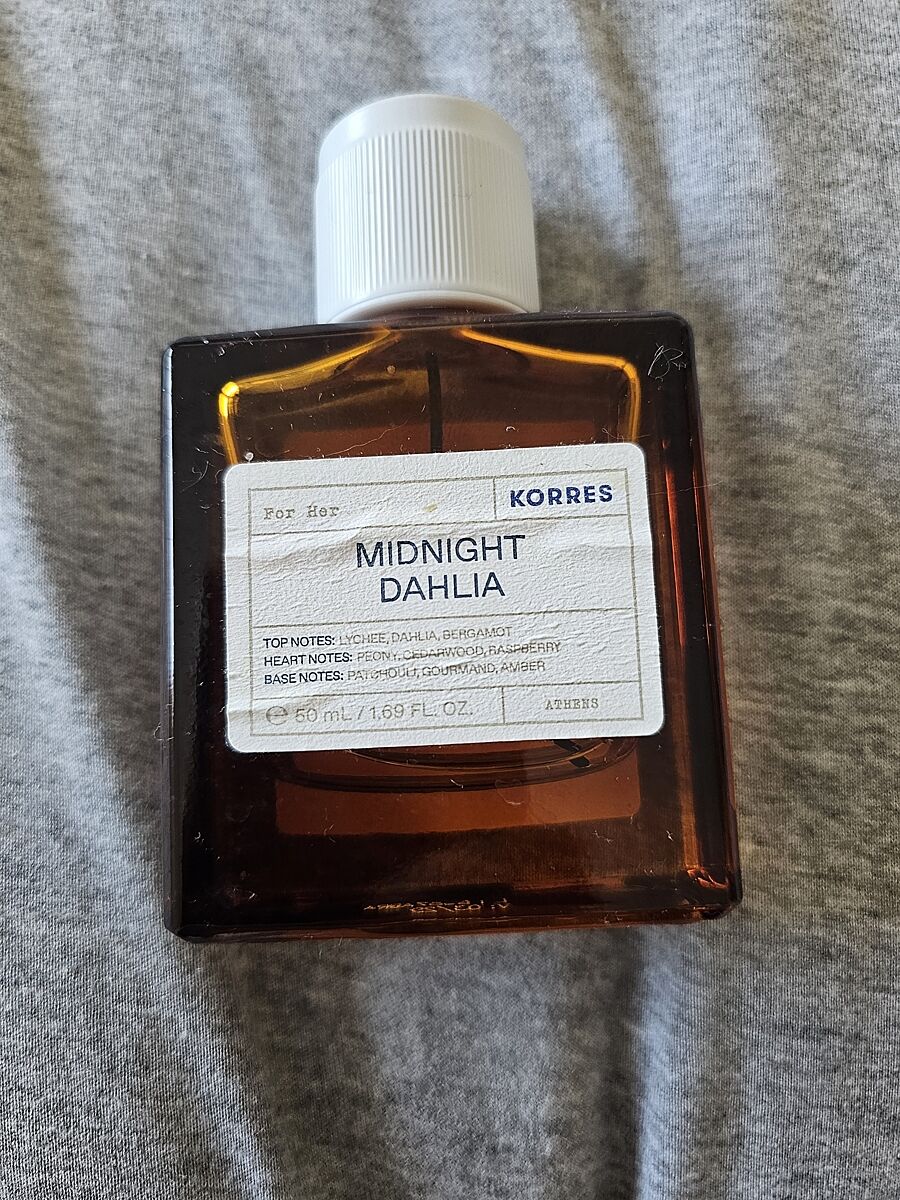 For Her
KORRES
MIDNIGHT
DAHLIA
TOP NOTES: LYCHEE, DAHLIA, BERGAMOT
HEART NOTES: PEONY, CEDARWOOD, RASPBERRY
BASE NOTES: PATCHOULI, GOURMAND, AMBER
℮ 50 mL / 1.69 FL. OZ.
ATHENS